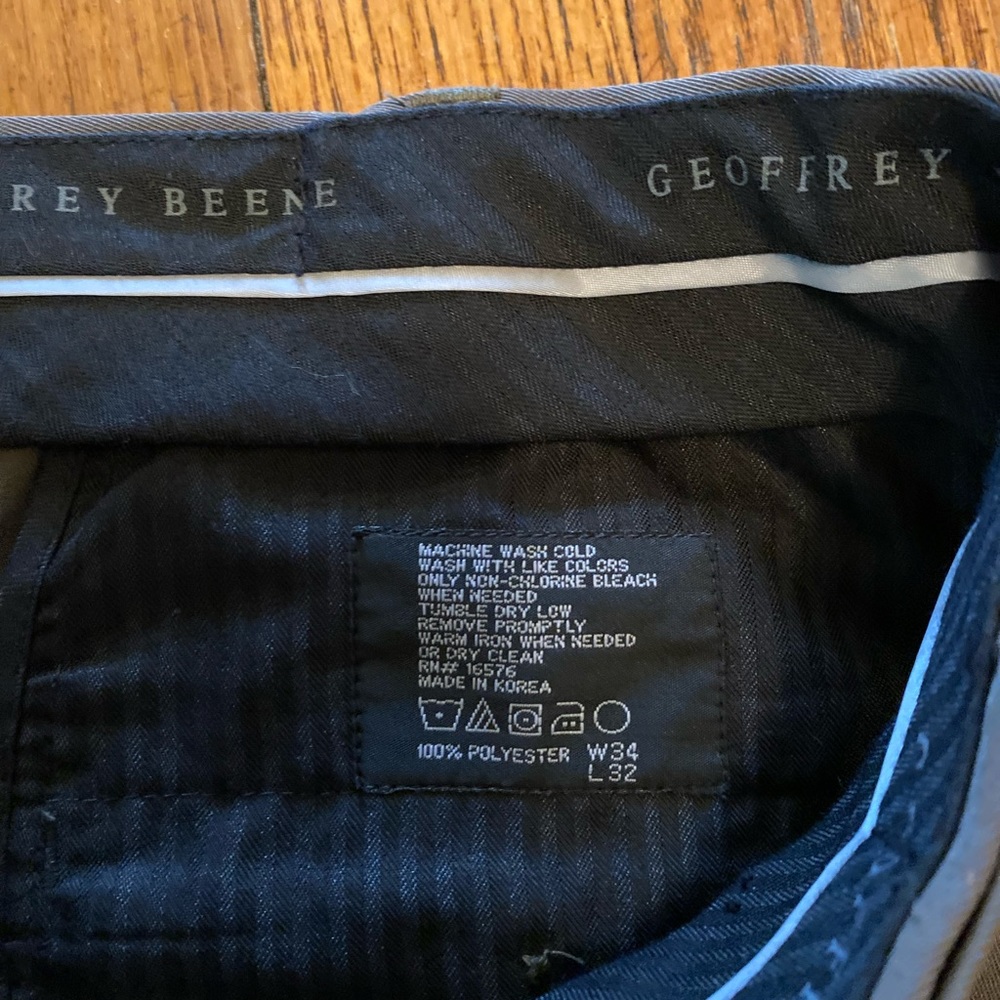 REY BEENE
GEOFFREY
MACHINE WASH COLD
WASH WITH LIKE COLORS
ONLY NON-CHLORINE BLEACH
WHEN NEEDED
TUMBLE DRY LOW
REMOVE PROMPTLY
WARM IRON WHEN NEEDED
OR DRY CLEAN
RN# 16576
MADE IN KOREA
100% POLYESTER W34
L32